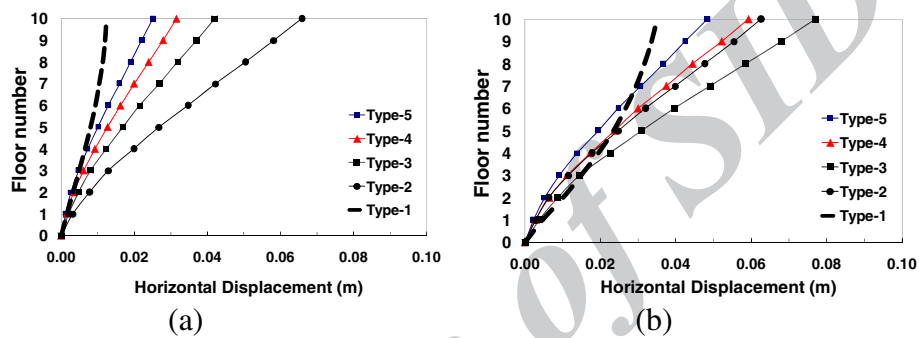 10
9
8
7
6
5
4
3
2
1
0
Floor number
Type-5
Type-4
Type-3
Type-2
Type-1
0.00 0.02 0.04 0.06 0.08 0.10
Horizontal Displacement (m)
(a)
10
9
8
7
6
5
4
3
2
1
0
Floor number
Type-5
Type-4
Type-3
Type-2
Type-1
0.00 0.02 0.04 0.06 0.08 0.10
Horizontal Displacement (m)
(b)
of SID